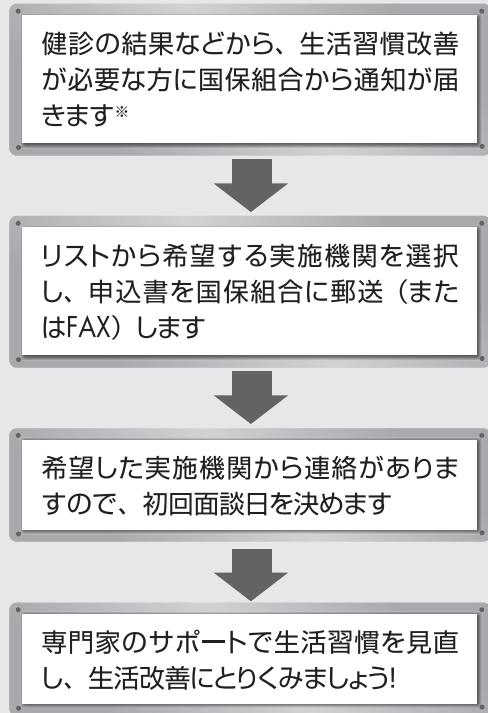 健診の結果などから、生活習慣改善
が必要な方に国保組合から通知が届
きます※
リストから希望する実施機関を選択
し、申込書を国保組合に郵送（また
はFAX）します
希望した実施機関から連絡がありま
すので、初回面談日を決めます
専門家のサポートで生活習慣を見直
し、生活改善にとりくみましょう!